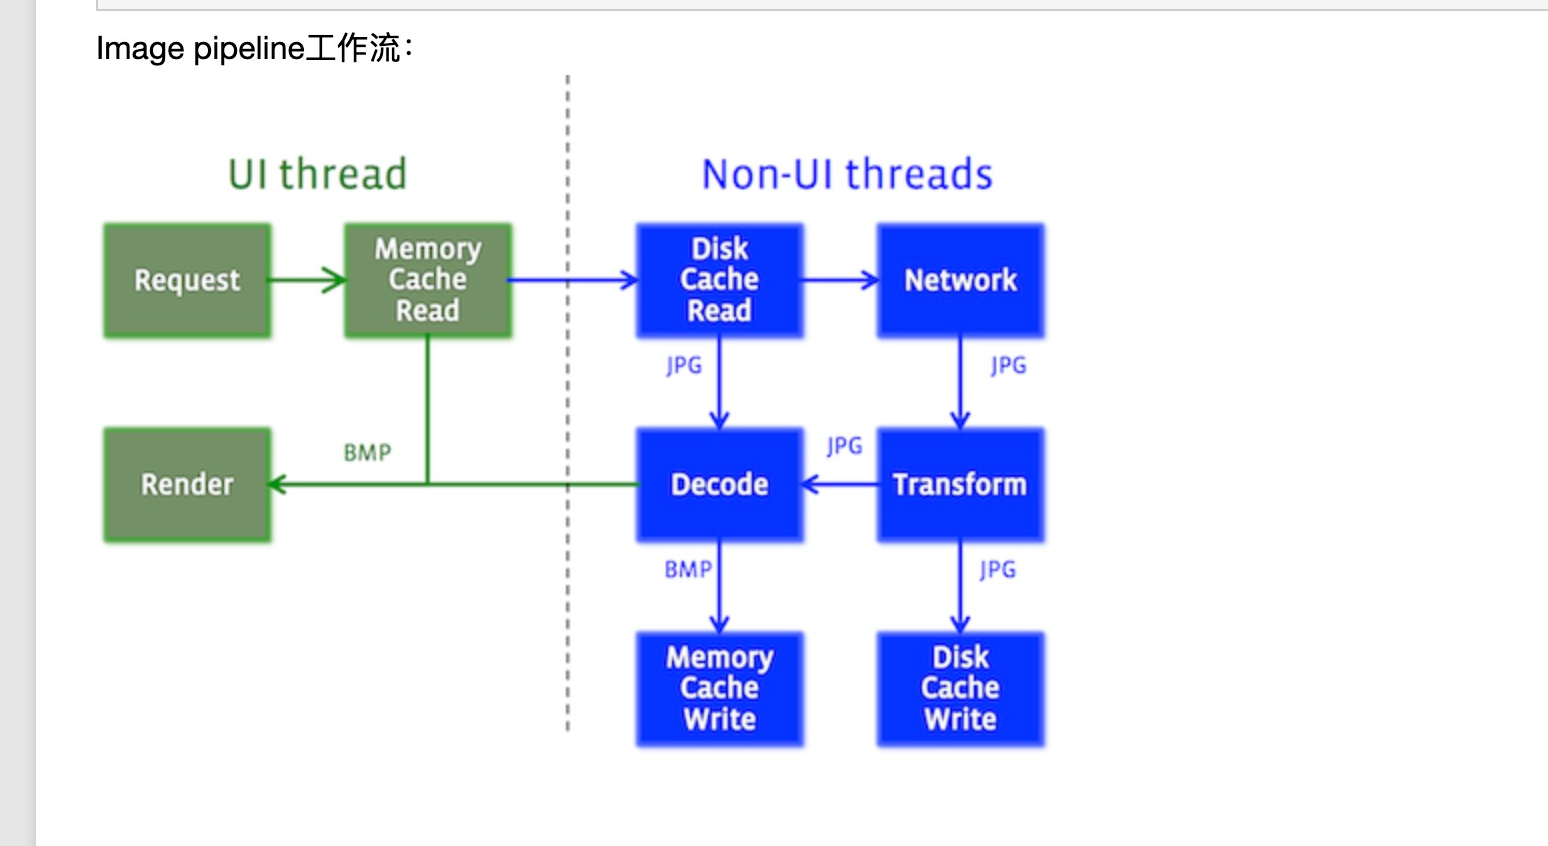 Image pipeline工作流：
UI thread
Non-UI threads
Request
Memory
Cache
Read
Disk
Cache
Read
Network
JPG
JPG
Render
BMP
Decode
JPG
Transform
BMP
JPG
Memory
Cache
Write
Disk
Cache
Write